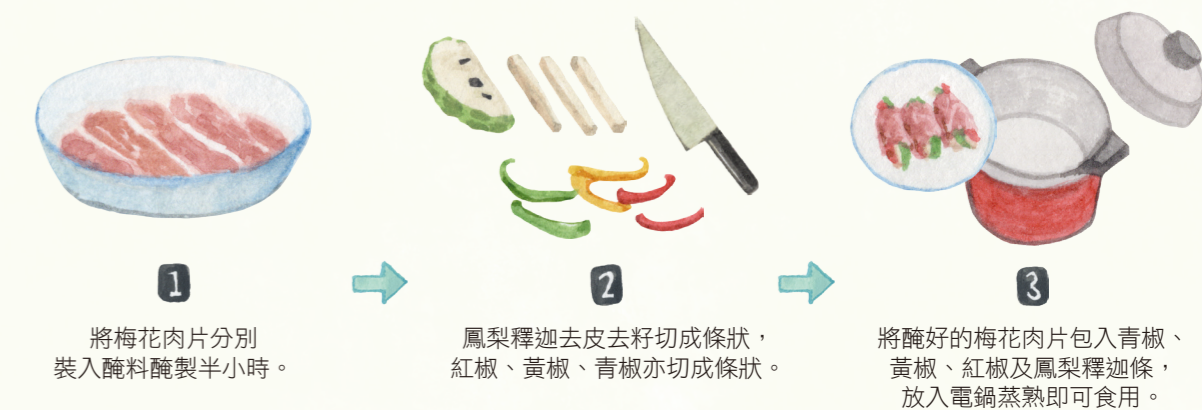 1
將梅花肉片分別
裝入醃料醃製半小時。
2
鳳梨釋迦去皮去籽切成條狀，
紅椒、黃椒、青椒亦切成條狀。
3
將醃好的梅花肉片包入青椒、
黃椒、紅椒及鳳梨釋迦條，
放入電鍋蒸熟即可食用。